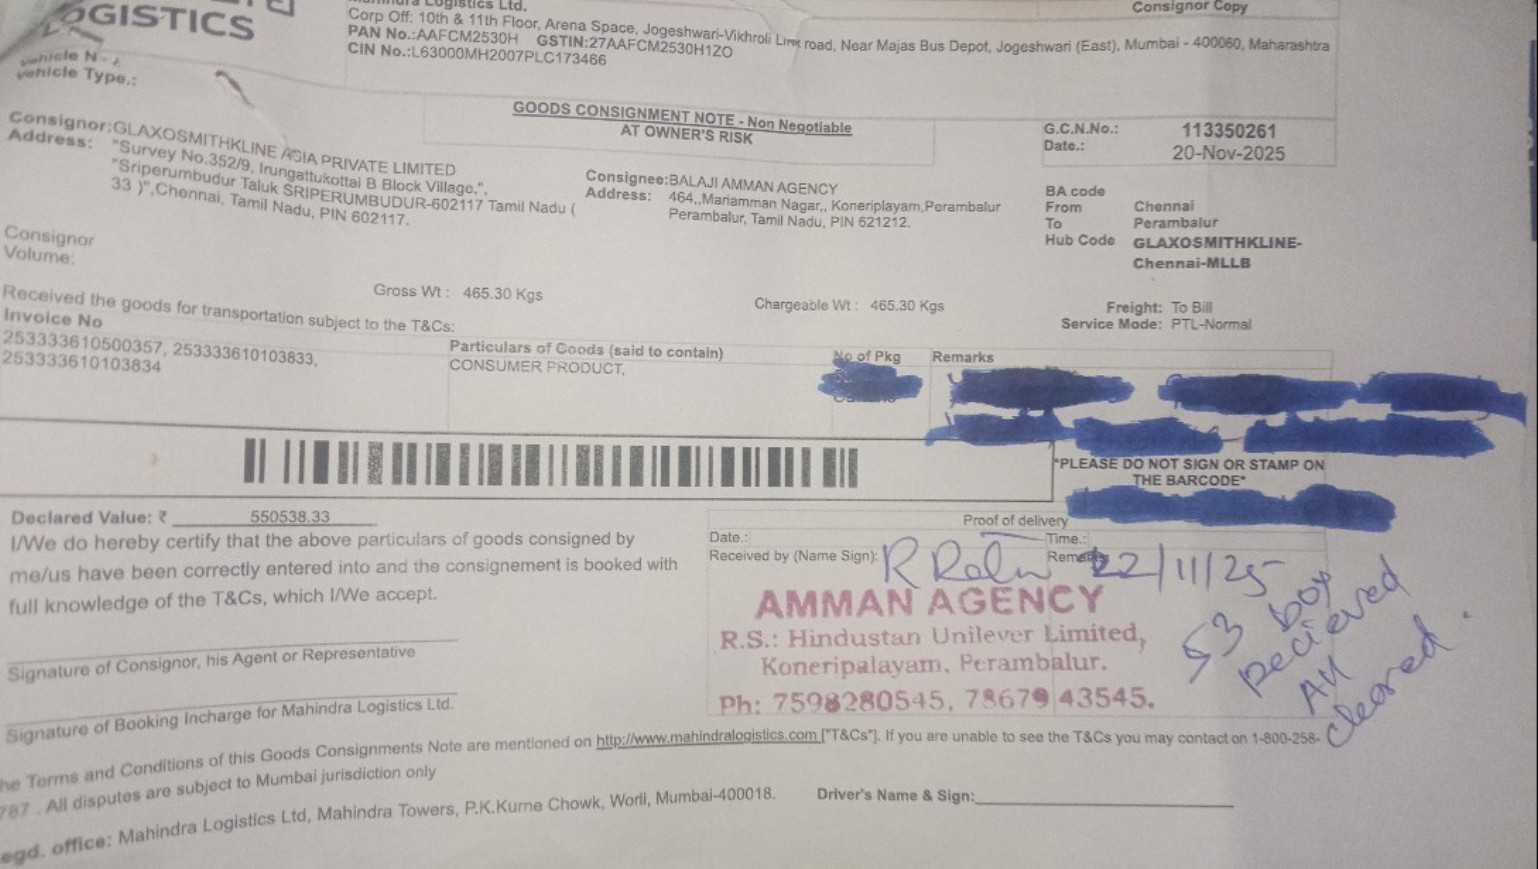 LOGISTICS
Logistics Ltd.
Consignor Copy
Corp Off: 10th & 11th Floor, Arena Space, Jogeshwari-Vikhroli Link road, Near Majas Bus Depot, Jogeshwari (East), Mumbai - 400060, Maharashtra
PAN No.:AAFCM2530H GSTIN:27AAFCM2530H1ZO
CIN No.:L63000MH2007PLC173466
vehicle N
vehicle Type.:
GOODS CONSIGNMENT NOTE - Non Negotiable
AT OWNER'S RISK
G.C.N.No.: 113350261
Date.: 20-Nov-2025
Consignor:GLAXOSMITHKLINE ASIA PRIVATE LIMITED
Address: "Survey No.352/9, Irungattukottai B Block Village,",
"Sriperumbudur Taluk SRIPERUMBUDUR-602117 Tamil Nadu (
33 )",Chennai, Tamil Nadu, PIN 602117.
Consignee:BALAJI AMMAN AGENCY
Address: 464,,Mariamman Nagar,, Koneriplayam,Perambalur
Perambalur, Tamil Nadu, PIN 621212.
BA code
From Chennai
To Perambalur
Hub Code GLAXOSMITHKLINE-
Chennai-MLLB
Consignor
Volume:
Gross Wt : 465.30 Kgs
Chargeable Wt : 465.30 Kgs
Freight: To Bill
Service Mode: PTL-Normal
Received the goods for transportation subject to the T&Cs:
Invoice No
253333610500357, 253333610103833,
253333610103834
Particulars of Goods (said to contain)
CONSUMER PRODUCT,
No of Pkg
Remarks
*PLEASE DO NOT SIGN OR STAMP ON
THE BARCODE*
Declared Value: ₹ 550538.33
I/We do hereby certify that the above particulars of goods consigned by
me/us have been correctly entered into and the consignement is booked with
full knowledge of the T&Cs, which I/We accept.
Proof of delivery
Date.:
Time.:
Received by (Name Sign):
Remarks
22/11/25
53 box
recieved
All
cleared.
AMMAN AGENCY
R.S.: Hindustan Unilever Limited,
Koneripalayam, Perambalur.
Ph: 7598280545, 78679 43545.
Signature of Consignor, his Agent or Representative
Signature of Booking Incharge for Mahindra Logistics Ltd.
he Terms and Conditions of this Goods Consignments Note are mentioned on http://www.mahindralogistics.com ["T&Cs"]. If you are unable to see the T&Cs you may contact on 1-800-258-
787 . All disputes are subject to Mumbai jurisdiction only
egd. office: Mahindra Logistics Ltd, Mahindra Towers, P.K.Kurne Chowk, Worli, Mumbai-400018.
Driver's Name & Sign: